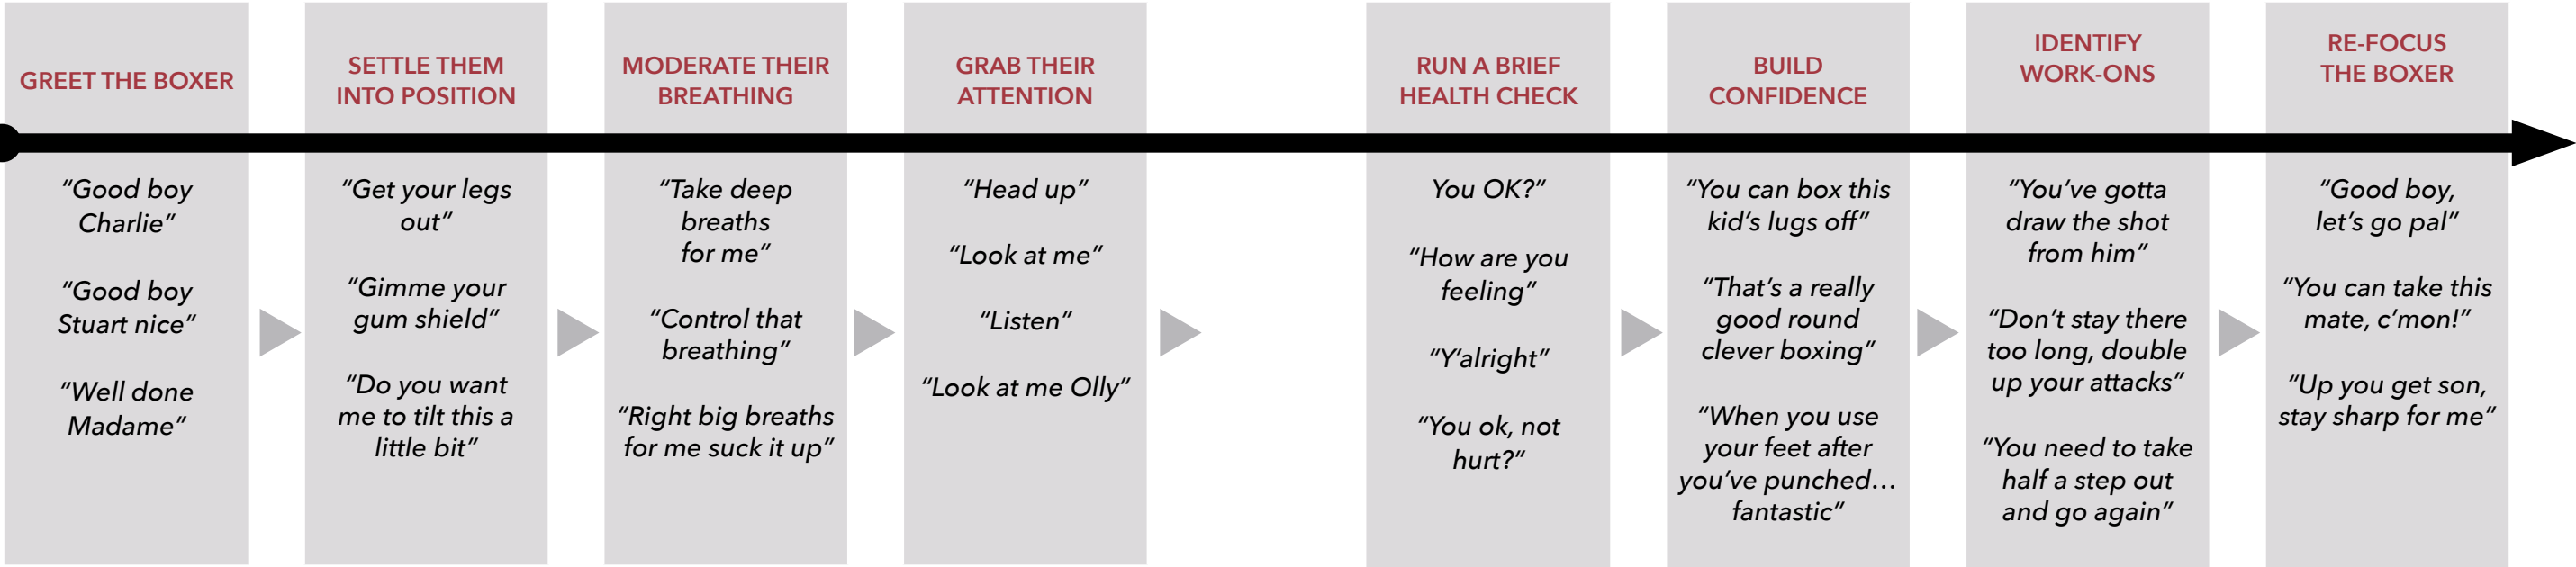 GREET THE BOXER
“Good boy
Charlie”
“Good boy
Stuart nice”
“Well done
Madame”
SETTLE THEM
INTO POSITION
“Get your legs
out”
“Gimme your
gum shield”
“Do you want
me to tilt this a
little bit”
MODERATE THEIR
BREATHING
“Take deep
breaths
for me”
“Control that
breathing”
“Right big breaths
for me suck it up”
GRAB THEIR
ATTENTION
“Head up”
“Look at me”
“Listen”
“Look at me Olly”
RUN A BRIEF
HEALTH CHECK
You OK?”
“How are you
feeling”
“Y’alright”
“You ok, not
hurt?”
BUILD
CONFIDENCE
“You can box this
kid’s lugs off”
“That’s a really
good round
clever boxing”
“When you use
your feet after
you’ve punched…
fantastic”
IDENTIFY
WORK-ONS
“You’ve gotta
draw the shot
from him”
“Don’t stay there
too long, double
up your attacks”
“You need to take
half a step out
and go again”
RE-FOCUS
THE BOXER
“Good boy,
let’s go pal”
“You can take this
mate, c’mon!”
“Up you get son,
stay sharp for me”